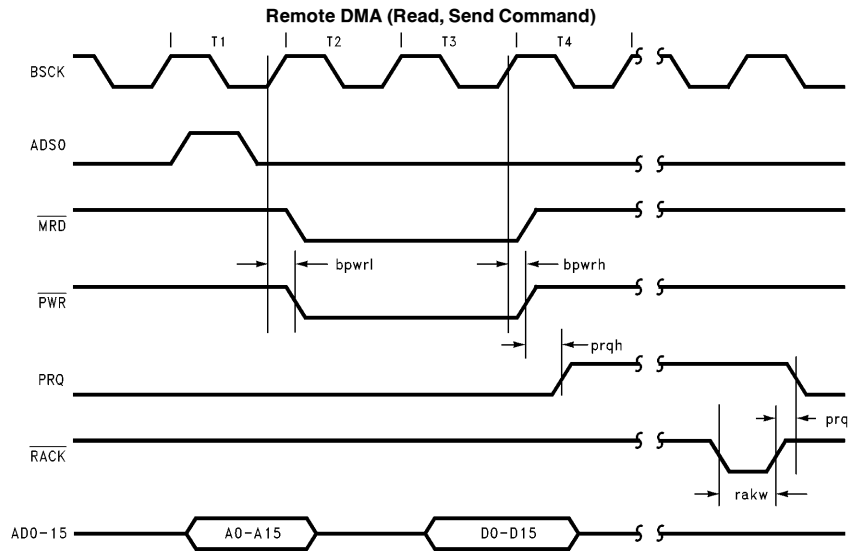 Remote DMA (Read, Send Command)
T1 T2 T3 T4
BSCK
ADS0
MRD
bpwrl bpwrh
PWR
prqh
PRQ
prq
RACK
rakw
AD0-15 A0-A15 D0-D15